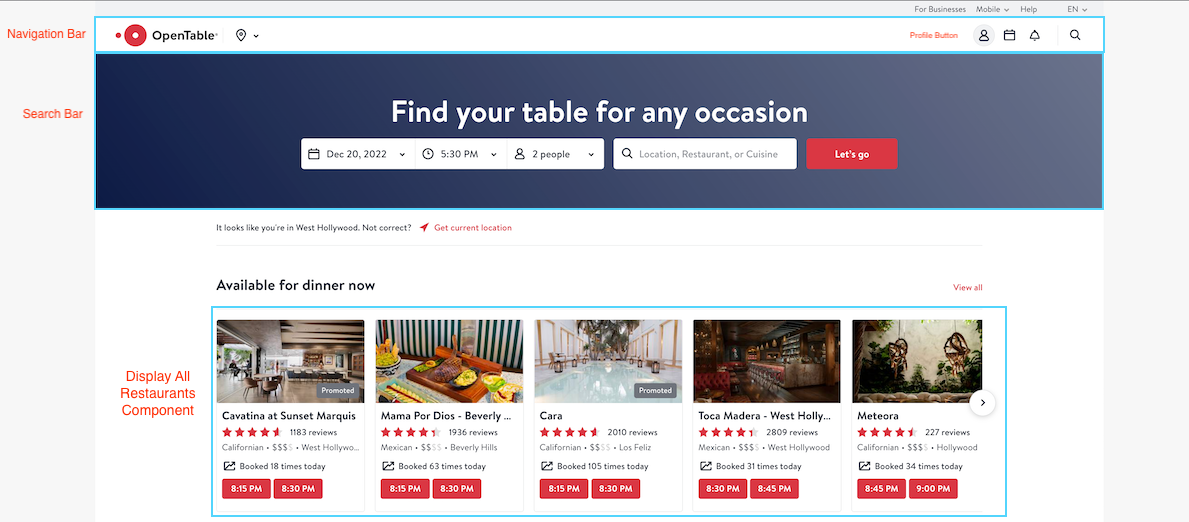 For Businesses Mobile Help EN
Navigation Bar
OpenTable
Profile Button
Search Bar
Find your table for any occasion
Dec 20, 2022 5:30 PM 2 people Location, Restaurant, or Cuisine Let's go
It looks like you're in West Hollywood. Not correct? Get current location
Available for dinner now
View all
Display All
Restaurants
Component
Promoted
Cavatina at Sunset Marquis
1183 reviews
Californian • $$$$ • West Hollywo...
Booked 18 times today
8:15 PM 8:30 PM
Mama Por Dios - Beverly ...
1936 reviews
Mexican • $$$$ • Beverly Hills
Booked 63 times today
8:15 PM 8:30 PM
Promoted
Cara
2010 reviews
Californian • $$$$ • Los Feliz
Booked 105 times today
8:15 PM 8:30 PM
Toca Madera - West Holly...
2809 reviews
Mexican • $$$$ • West Hollywood
Booked 31 times today
8:30 PM 8:45 PM
Meteora
227 reviews
Californian • $$$$ • Hollywood
Booked 34 times today
8:45 PM 9:00 PM